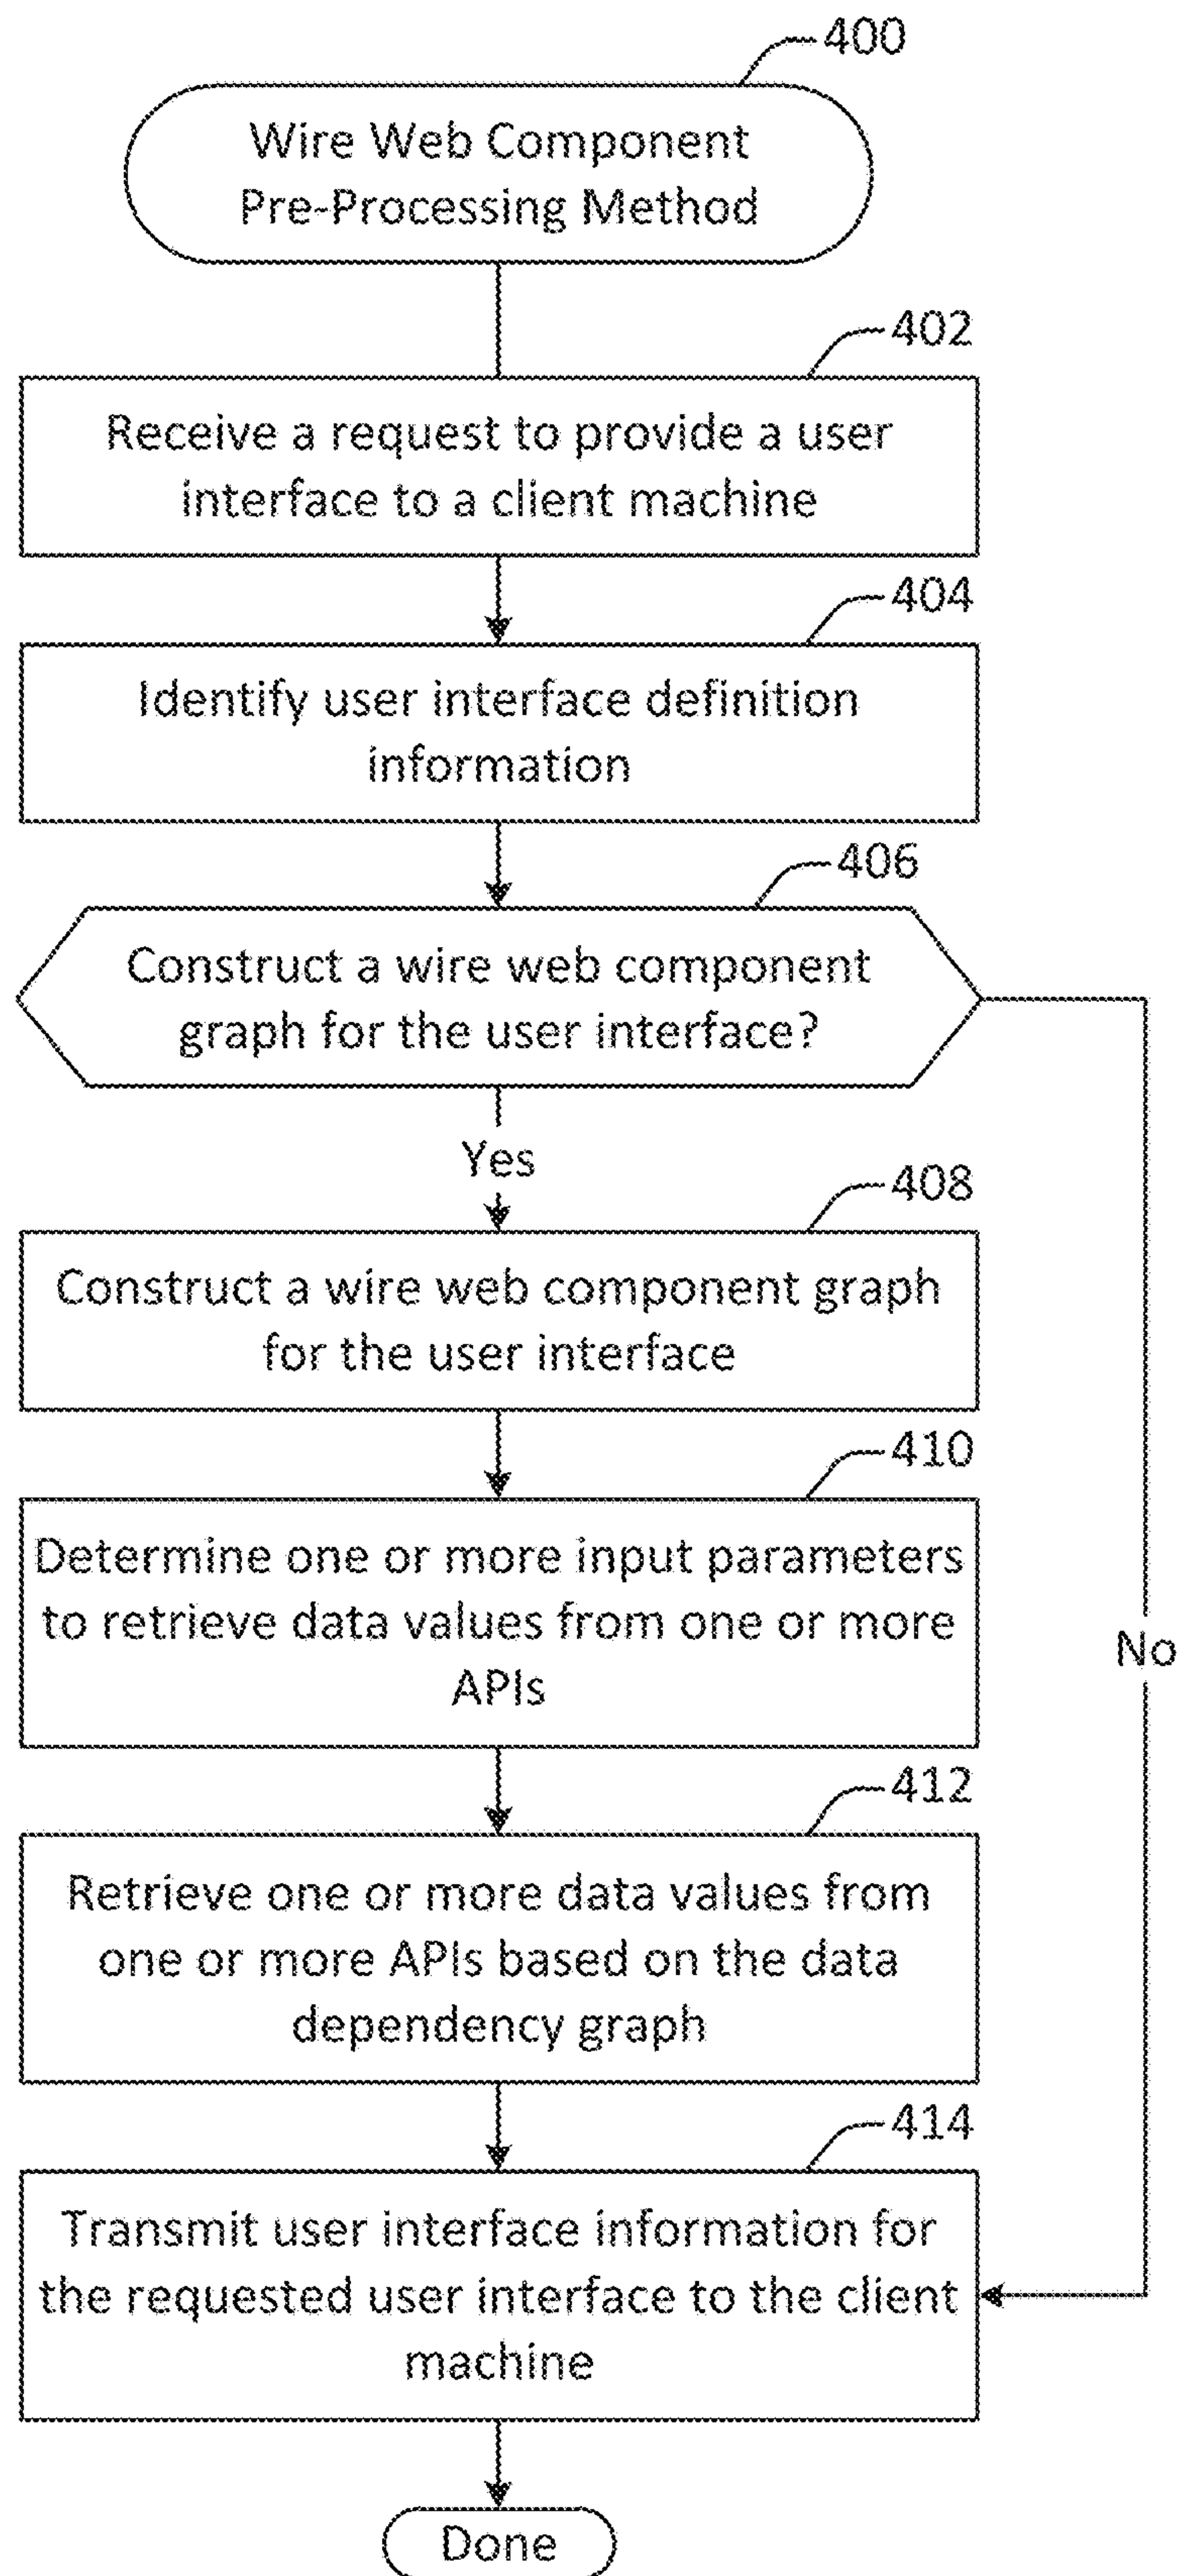 400
Wire Web Component
Pre-Processing Method
402
Receive a request to provide a user
interface to a client machine
404
Identify user interface definition
information
406
Construct a wire web component
graph for the user interface?
Yes
408
Construct a wire web component graph
for the user interface
410
Determine one or more input parameters
to retrieve data values from one or more
APIs
No
412
Retrieve one or more data values from
one or more APIs based on the data
dependency graph
414
Transmit user interface information for
the requested user interface to the client
machine
Done